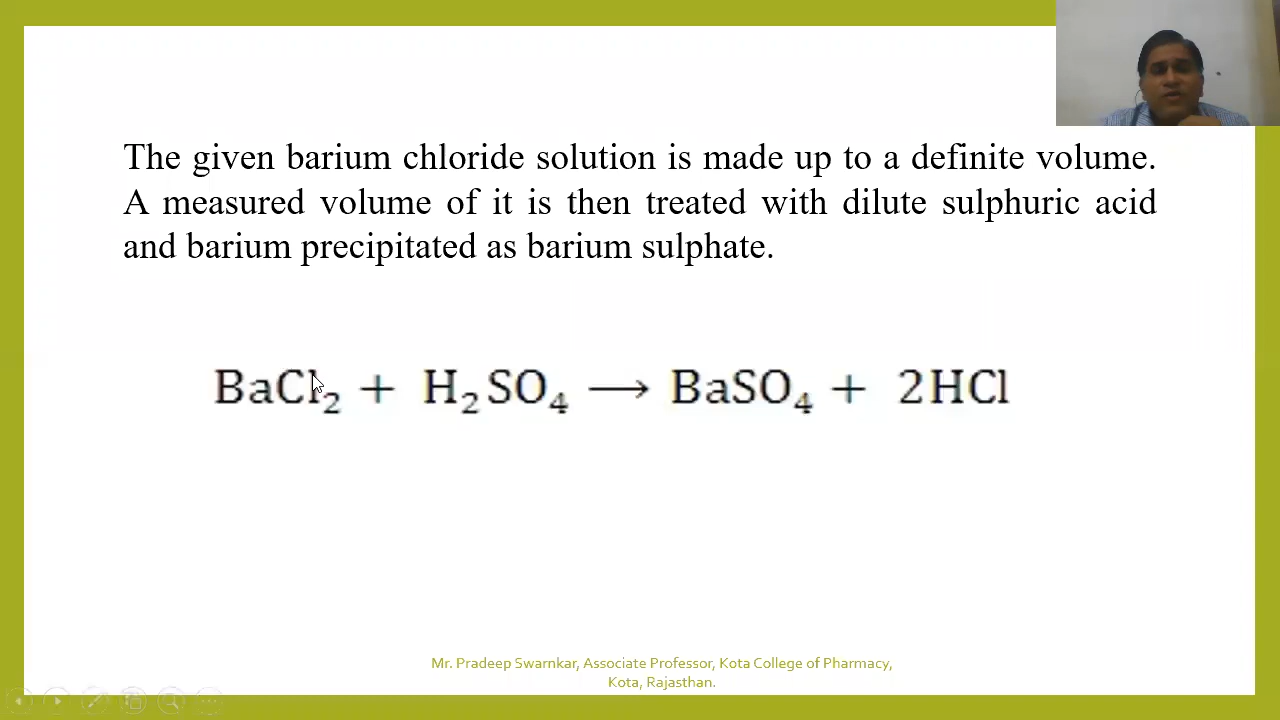 The given barium chloride solution is made up to a definite volume.
A measured volume of it is then treated with dilute sulphuric acid
and barium precipitated as barium sulphate.
BaCl₂ + H₂SO₄ ⟶ BaSO₄ + 2HCl
Mr. Pradeep Swarnkar, Associate Professor, Kota College of Pharmacy,
Kota, Rajasthan.